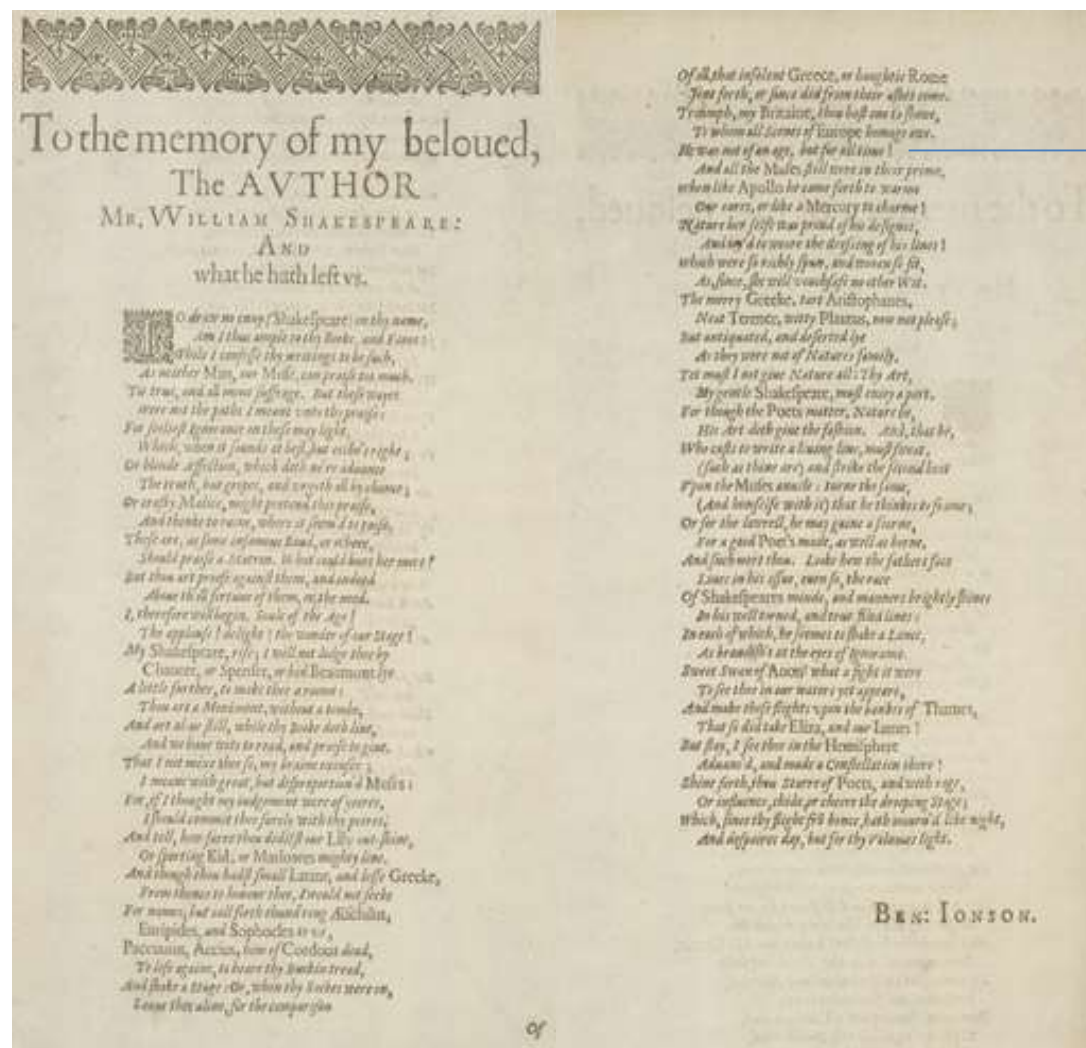 To the memory of my beloued,
The AVTHOR
MR. WILLIAM SHAKESPEARE:
AND
what he hath left vs.
To draw no enuy (Shakespeare) on thy name,
Am I thus ample to thy Booke, and Fame:
While I confesse thy writings to be such,
As neither Man, nor Muse, can praise too much.
'Tis true, and all mens suffrage. But these wayes
were not the paths I meant vnto thy praise:
For seeliest Ignorance on these may light,
Which, when it sounds at best, but eccho's right;
Or blinde Affection, which doth ne're aduance
The truth, but gropes, and vrgeth all by chance;
Or crafty Malice, might pretend this praise,
And thinke to ruine, where it seem'd to raise.
These are, as some infamous Baud, or whore,
Should praise a Matron. What could hurt her more?
But thou art proofe against them, and indeed
Aboue th'ill fortune of them, or the need.
I, therefore will begin. Soule of the Age!
The applause! delight! the wonder of our Stage!
My Shakespeare, rise; I will not lodge thee by
Chaucer, or Spenser, or bid Beaumont lye
A little further, to make thee a roome:
Thou art a Moniment, without a tombe,
And art aliue still, while thy Booke doth liue,
And we haue wits to read, and praise to giue.
That I not mixe thee so, my braine excuses;
I meane with great, but disproportion'd Muses:
For, if I thought my iudgement were of yeeres,
I should commit thee surely with thy peeres,
And tell, how farre thou didst our Lily out-shine,
Or sporting Kid, or Marlowes mighty line.
And though thou hadst small Latine, and lesse Greeke,
From thence to honour thee, I would not seeke
For names; but call forth thund'ring Æschilus,
Euripides, and Sophocles to vs,
Paccuuius, Accius, him of Cordoua dead,
To life againe, to heare thy Buskin tread,
And shake a Stage: Or, when thy Sockes were on,
Leaue thee alone, for the comparison
Of
Of all, that insolent Greece, or haughtie Rome
sent forth, or since did from their ashes come.
Triumph, my Britaine, thou hast one to showe,
To whom all Scenes of Europe homage owe.
He was not of an age, but for all time!
And all the Muses still were in their prime,
when like Apollo he came forth to warme
Our eares, or like a Mercury to charme!
Nature her selfe was proud of his designes,
And ioy'd to weare the dressing of his lines!
which were so richly spun, and wouen so fit,
As, since, she will vouchsafe no other Wit.
The merry Greeke, tart Aristophanes,
Neat Terence, witty Plautus, now not please;
But antiquated, and deserted lye
As they were not of Natures family.
Yet must I not giue Nature all: Thy Art,
My gentle Shakespeare, must enioy a part.
For though the Poets matter, Nature be,
His Art doth giue the fashion. And, that he,
Who casts to write a liuing line, must sweat,
(such as thine are) and strike the second heat
Vpon the Muses anuile: turne the same,
(And himselfe with it) that he thinkes to frame;
Or for the lawrell, he may gaine a scorne,
For a good Poet's made, as well as borne.
And such wert thou. Looke how the fathers face
Liues in his issue, euen so, the race
Of Shakespeares minde, and manners brightly shines
In his well torned, and true filed lines:
In each of which, he seemes to shake a Lance,
As brandish't at the eyes of Ignorance.
Sweet Swan of Auon! what a sight it were
To see thee in our waters yet appeare,
And make those flights vpon the bankes of Thames,
That so did take Eliza, and our Iames!
But stay, I see thee in the Hemisphere
Aduanc'd, and made a Constellation there!
Shine forth, thou Starre of Poets, and with rage,
Or influence, chide, or cheere the drooping Stage;
Which, since thy flight frō hence, hath mourn'd like night,
And despaires day, but for thy Volumes light.
BEN: IONSON.